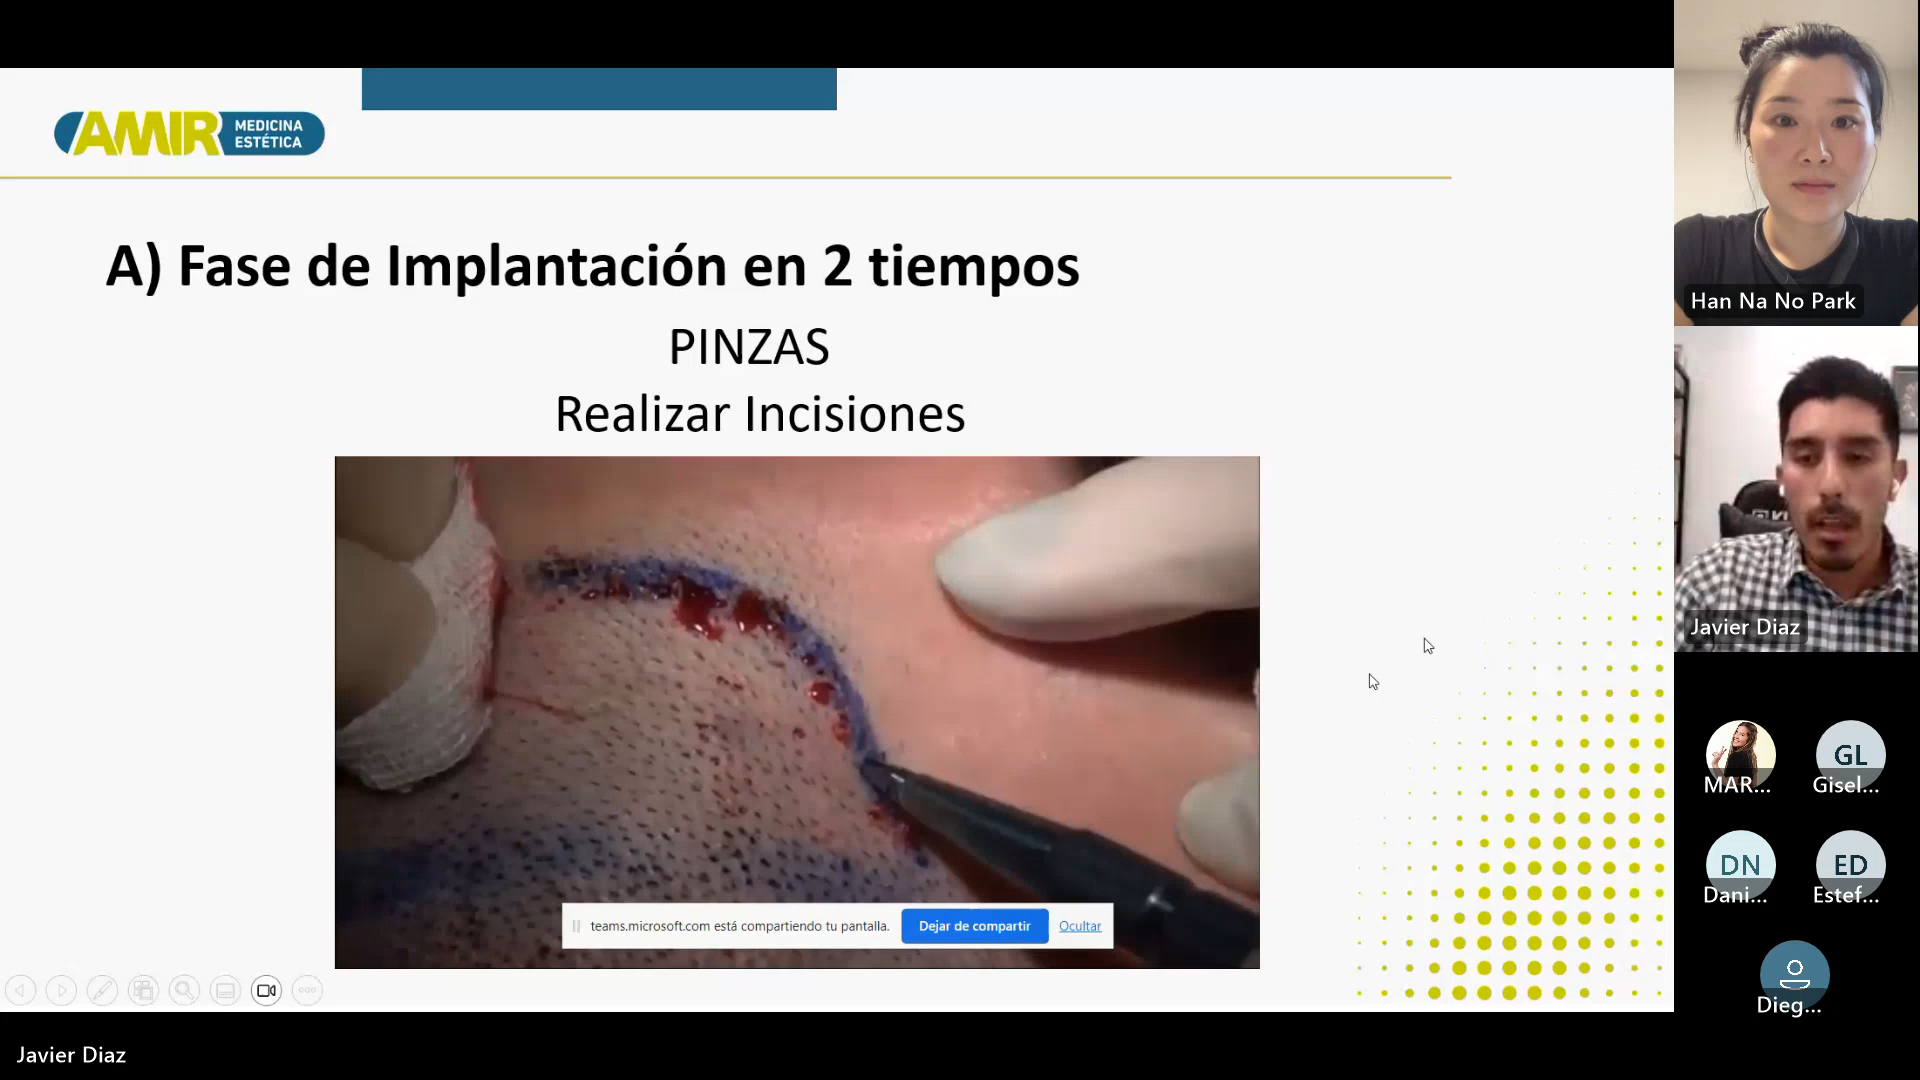 AMIR MEDICINA
ESTÉTICA
A) Fase de Implantación en 2 tiempos
PINZAS
Realizar Incisiones
teams.microsoft.com está compartiendo tu pantalla. Dejar de compartir Ocultar
Han Na No Park
Javier Diaz
MAR...
GL
Gisel...
DN
Dani...
ED
Estef...
Dieg...
Javier Diaz